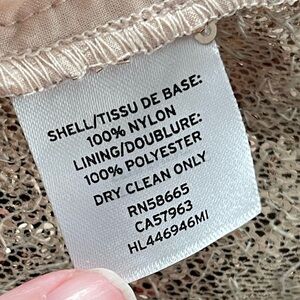 SHELL/TISSU DE BASE:
100% NYLON
LINING/DOUBLURE:
100% POLYESTER
DRY CLEAN ONLY
RN58665
CA57963
HL446946MI